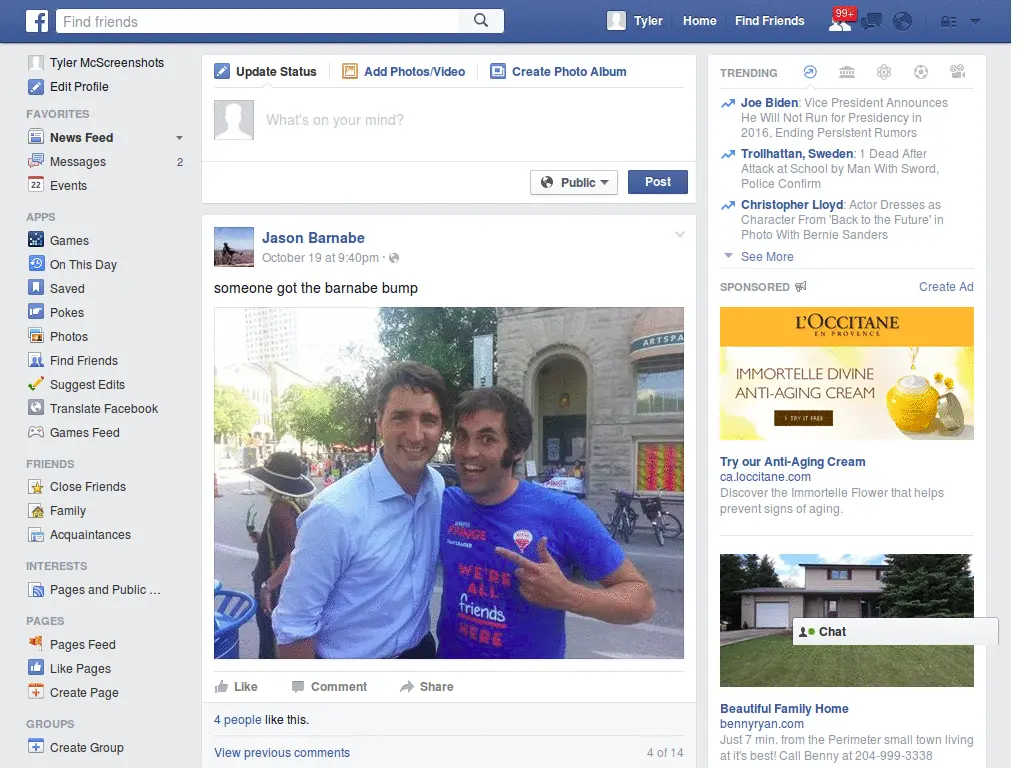 f
Find friends
Tyler
Home
Find Friends
99+
Tyler McScreenshots
Edit Profile
FAVORITES
News Feed
Messages
2
22
Events
APPS
Games
On This Day
Saved
Pokes
Photos
Find Friends
Suggest Edits
Translate Facebook
Games Feed
FRIENDS
Close Friends
Family
Acquaintances
INTERESTS
Pages and Public ...
PAGES
Pages Feed
Like Pages
Create Page
GROUPS
Create Group
Update Status
Add Photos/Video
Create Photo Album
What's on your mind?
Public
Post
Jason Barnabe
October 19 at 9:40pm ·
someone got the barnabe bump
ARTSPA
FRINGE
LEADER
WE'RE
ALL
friends
HERE
Like
Comment
Share
4 people like this.
View previous comments
4 of 14
TRENDING
Joe Biden: Vice President Announces
He Will Not Run for Presidency in
2016, Ending Persistent Rumors
Trollhattan, Sweden: 1 Dead After
Attack at School by Man With Sword,
Police Confirm
Christopher Lloyd: Actor Dresses as
Character From 'Back to the Future' in
Photo With Bernie Sanders
See More
SPONSORED
Create Ad
L'OCCITANE
EN PROVENCE
IMMORTELLE DIVINE
ANTI-AGING CREAM
TRY IT FREE
Try our Anti-Aging Cream
ca.loccitane.com
Discover the Immortelle Flower that helps
prevent signs of aging.
Chat
Beautiful Family Home
bennyryan.com
Just 7 min. from the Perimeter small town living
at it's best! Call Benny at 204-999-3338